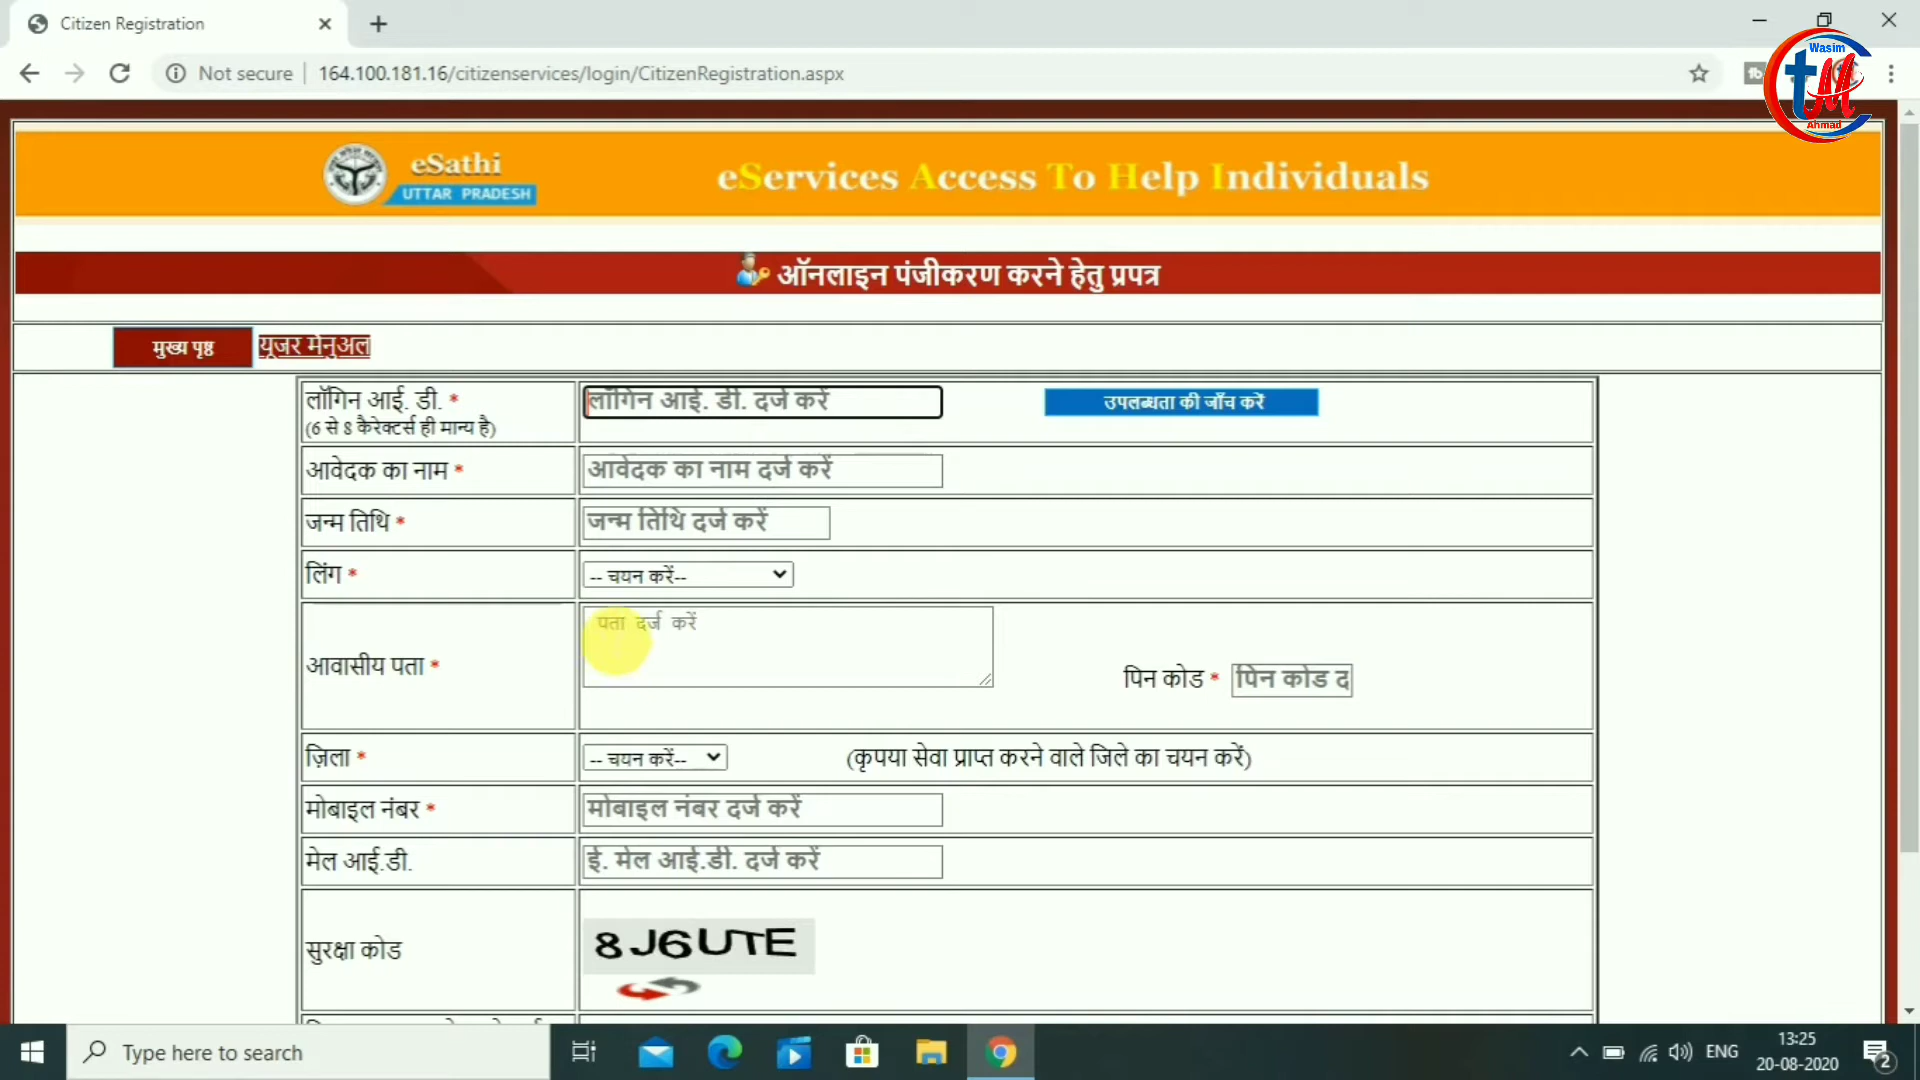 Citizen Registration
Not secure
164.100.181.16/citizenservices/login/CitizenRegistration.aspx
Wasim
tMC
Ahmad
eSathi
UTTAR PRADESH
eServices Access To Help Individuals
ऑनलाइन पंजीकरण करने हेतु प्रपत्र
मुख्य पृष्ठ यूजर मेनुअल
लॉगिन आई. डी. * लॉगिन आई. डी. दर्ज करें उपलब्धता की जाँच करें
(6 से 8 कैरेक्टर्स ही मान्य है)
आवेदक का नाम * आवेदक का नाम दर्ज करें
जन्म तिथि * जन्म तिथि दर्ज करें
लिंग * -- चयन करें--
पता दर्ज करें
आवासीय पता * पिन कोड * पिन कोड द
ज़िला * -- चयन करें-- (कृपया सेवा प्राप्त करने वाले जिले का चयन करें)
मोबाइल नंबर * मोबाइल नंबर दर्ज करें
मेल आई.डी. ई. मेल आई.डी. दर्ज करें
सुरक्षा कोड 8J6UTE
Type here to search
ENG
13:25
20-08-2020
2